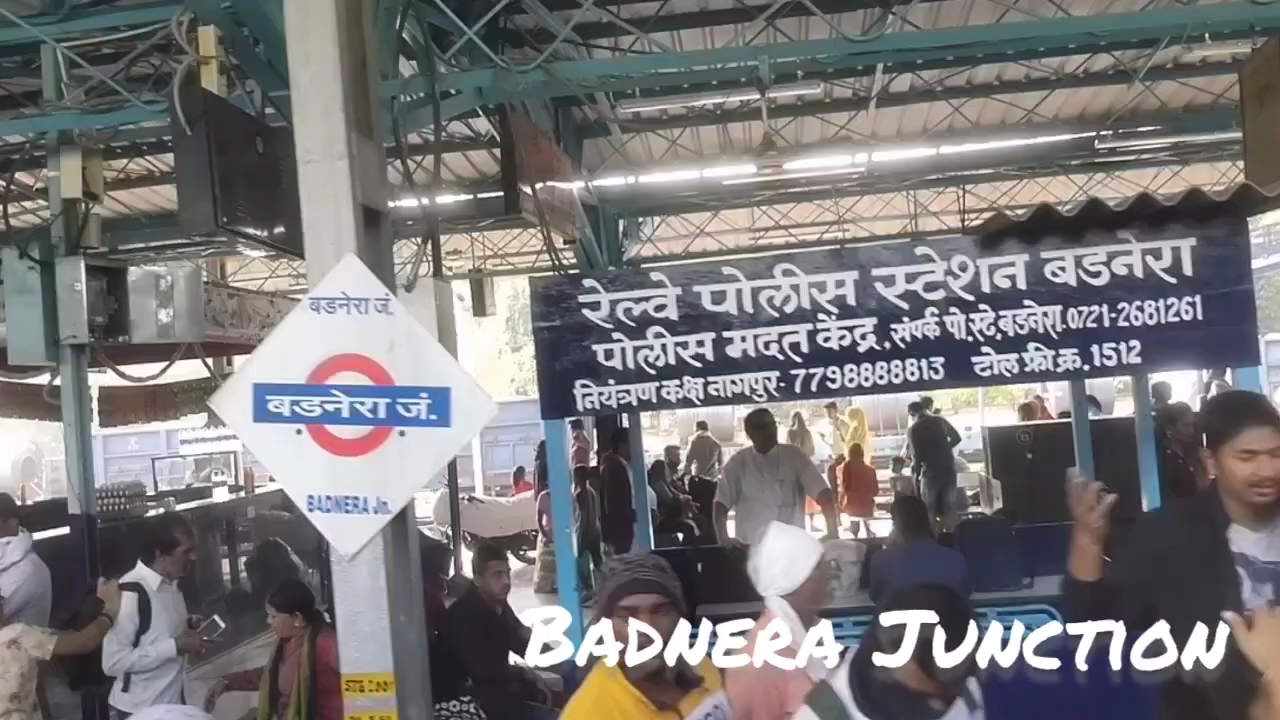 बडनेरा जं.
बडनेरा जं.
BADNERA Jn.
रेल्वे पोलीस स्टेशन बडनेरा
पोलीस मदत केंद्र, संपर्क पो.स्टे.बडनेरा.0721-2681261
नियंत्रण कक्ष नागपुर- 7798888813 टोल फ्री क्र. 1512
BADNERA JUNCTION